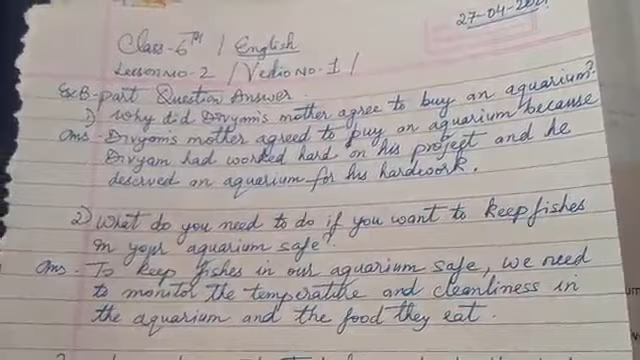 27-04-2021
Class-6TH / English
Lesson No-2 / Vedio No-1 /
Ex B-part Question Answer
1) Why did Divyam's mother agree to buy an aquarium?
Ans- Divyam's mother agreed to buy an aquarium because
Divyam had worked hard on his project and he
deserved an aquarium for his hardwork.
2) What do you need to do if you want to keep fishes
in your aquarium safe?
Ans- To keep fishes in our aquarium safe, we need
to monitor the temperature and cleanliness in
the aquarium and the food they eat.